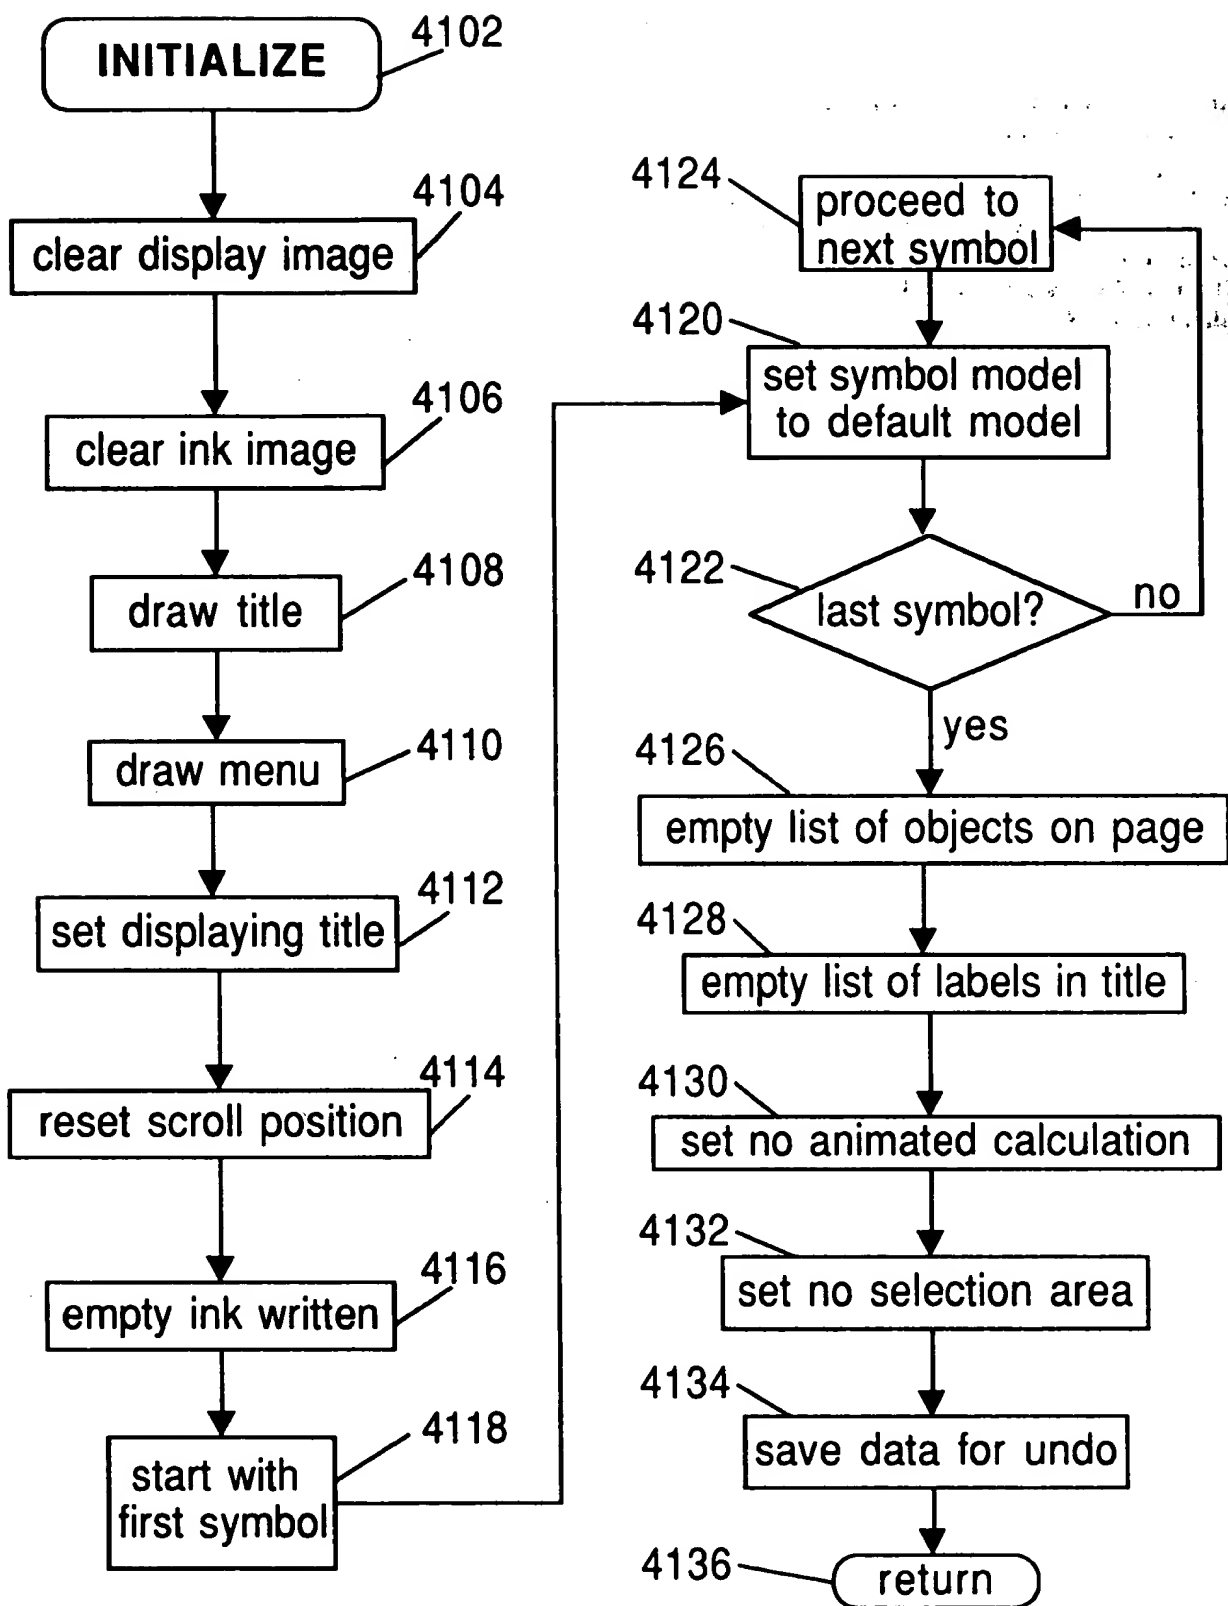 4102
INITIALIZE
4104
clear display image
4106
clear ink image
4108
draw title
4110
draw menu
4112
set displaying title
4114
reset scroll position
4116
empty ink written
4118
start with
first symbol
4124
proceed to
next symbol
4120
set symbol model
to default model
4122
last symbol?
no
yes
4126
empty list of objects on page
4128
empty list of labels in title
4130
set no animated calculation
4132
set no selection area
4134
save data for undo
4136
return